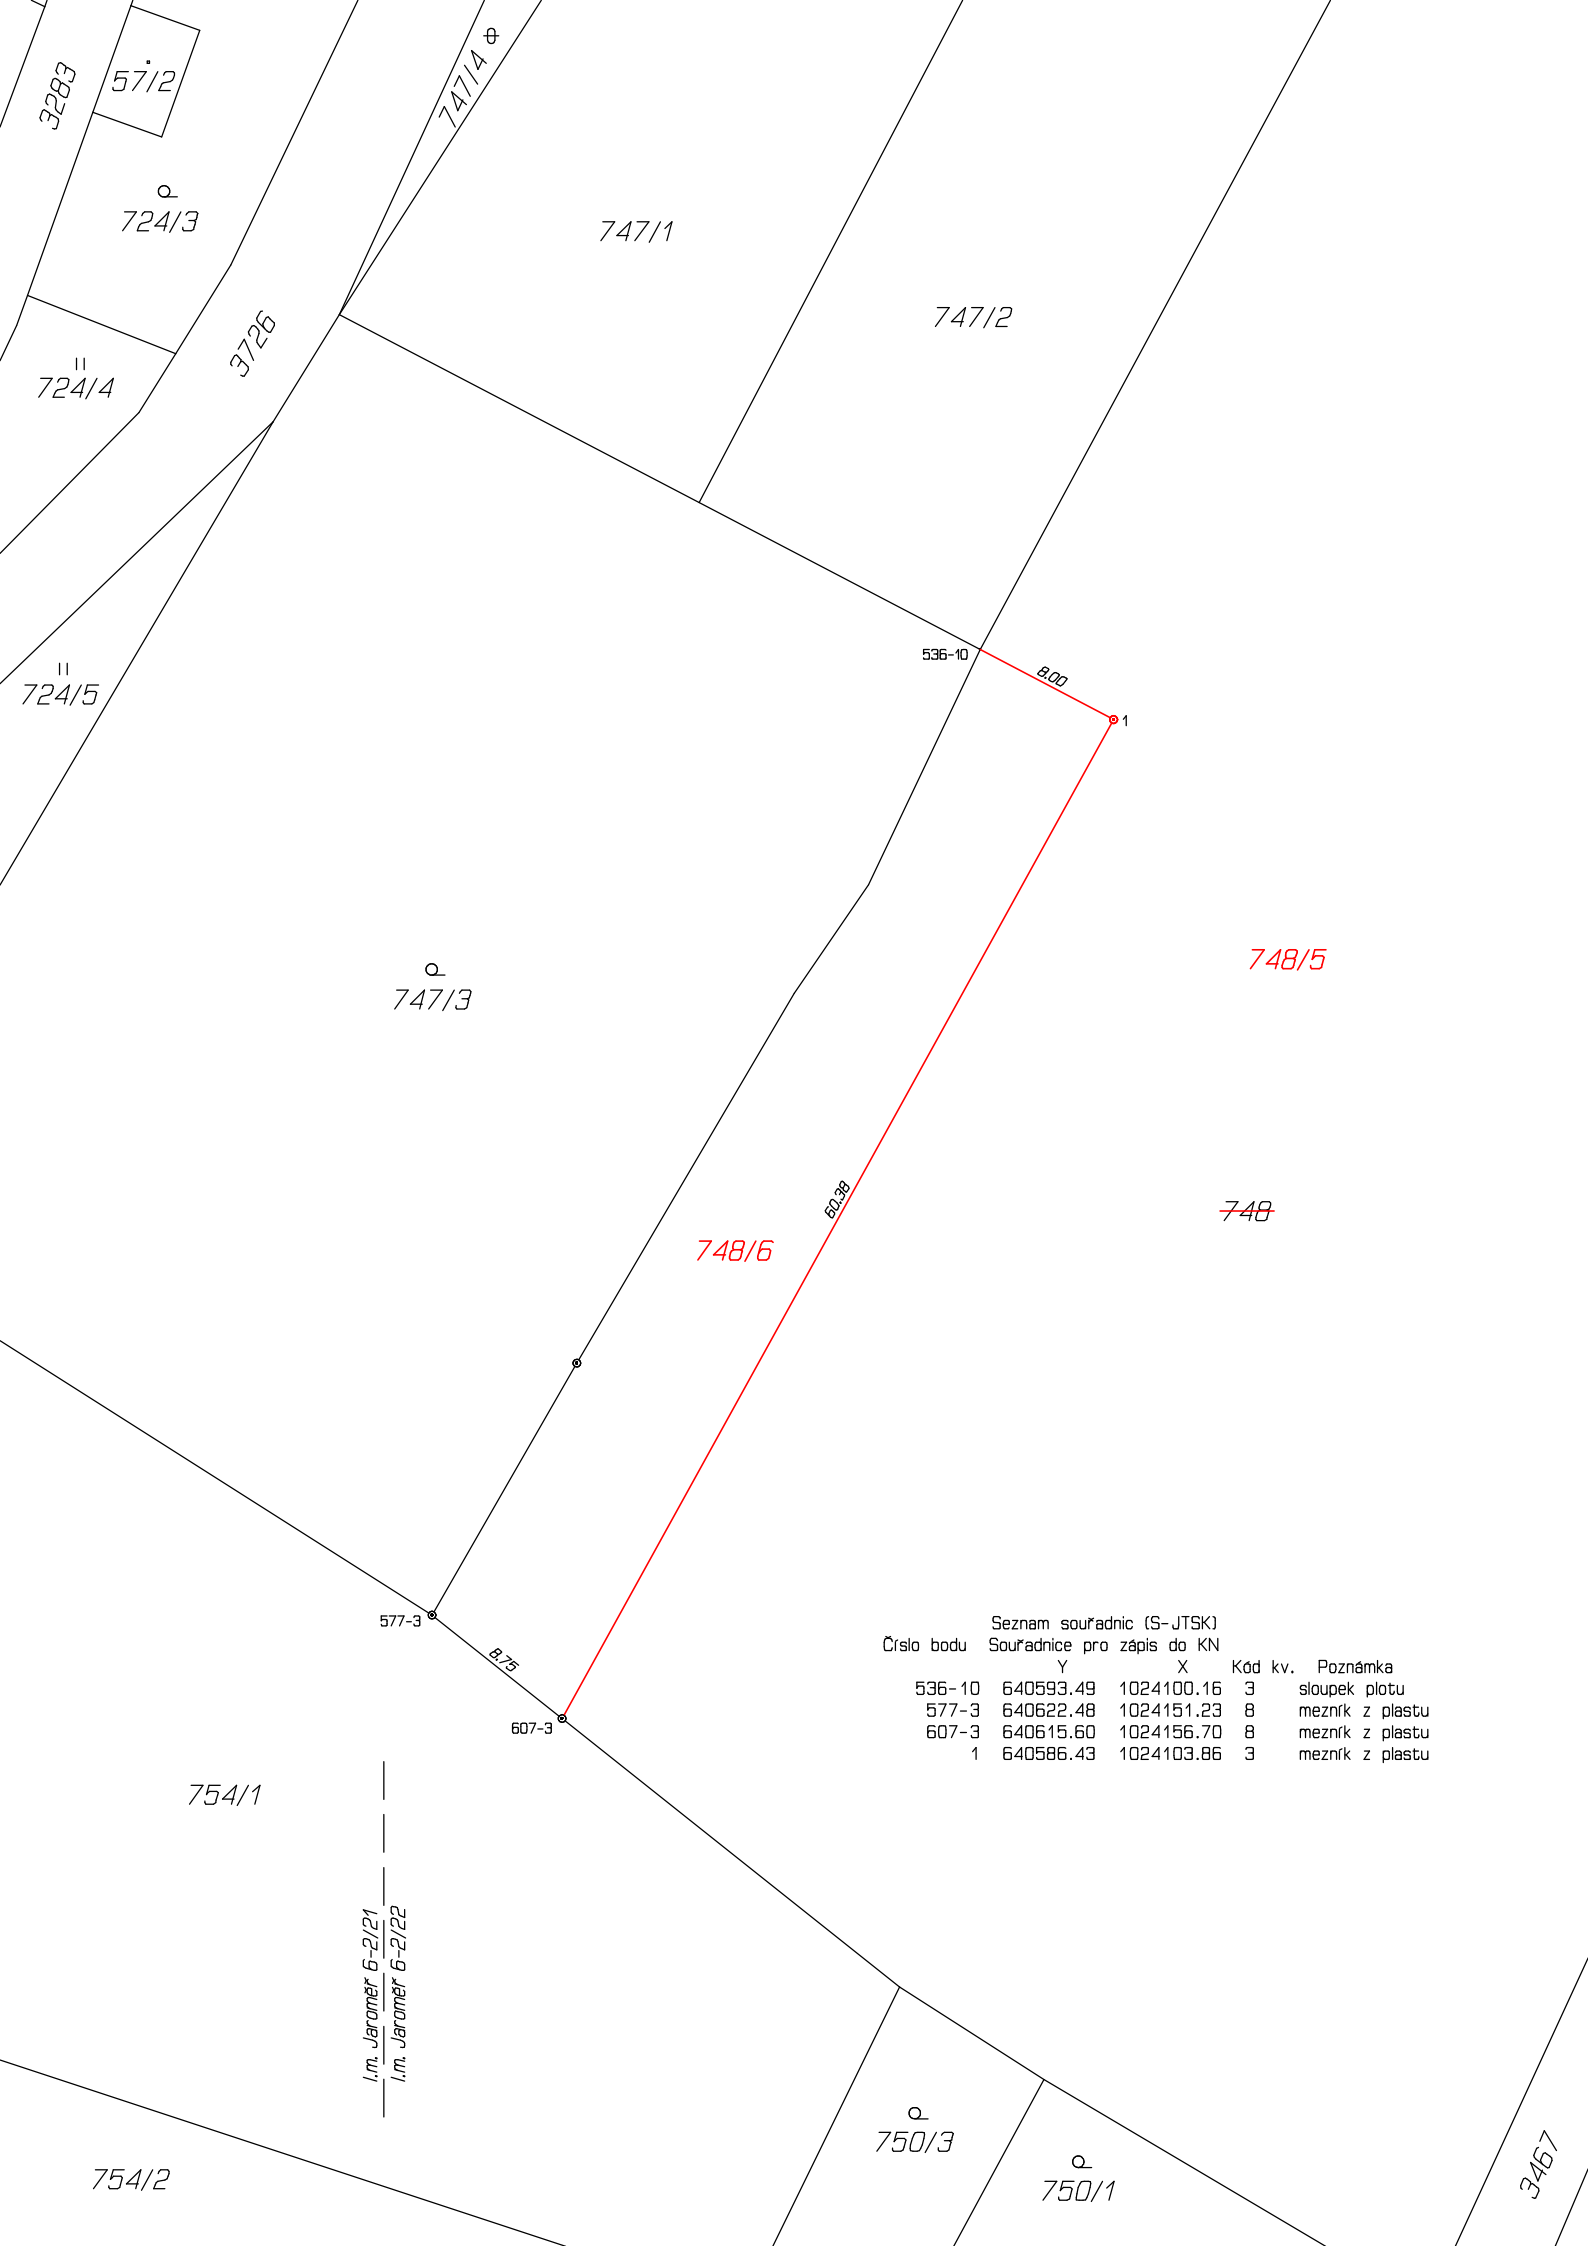 3283
57/2
747/4
724/3
747/1
747/2
3726
724/4
536-10
8.00
1
724/5
748/5
747/3
60.38
748
748/6
577-3
8.75
607-3
Seznam souřadnic (S-JTSK)
Číslo bodu Souřadnice pro zápis do KN
Y X Kód kv. Poznámka
536-10 640593.49 1024100.16 3 sloupek plotu
577-3 640622.48 1024151.23 8 mezník z plastu
607-3 640615.60 1024156.70 8 mezník z plastu
1 640586.43 1024103.86 3 mezník z plastu
754/1
l.m. Jaroměř 6-2/21
l.m. Jaroměř 6-2/22
750/3
750/1
754/2
3467